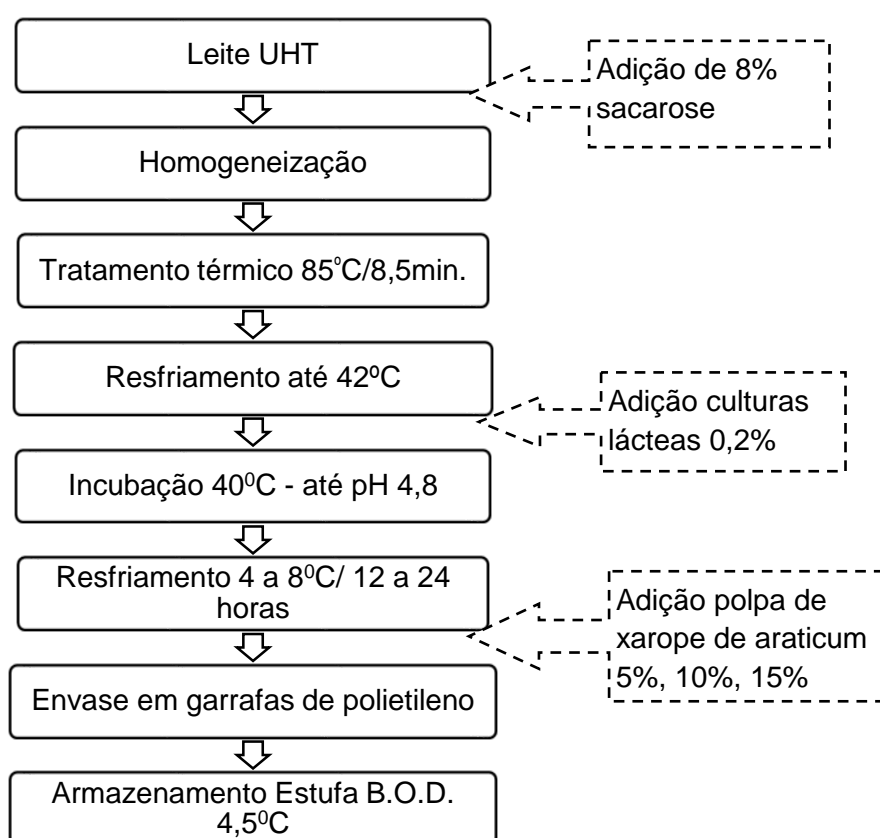 Leite UHT
Adição de 8%
sacarose
Homogeneização
Tratamento térmico 85°C/8,5min.
Resfriamento até 42ºC
Adição culturas
lácteas 0,2%
Incubação 40⁰C - até pH 4,8
Resfriamento 4 a 8⁰C/ 12 a 24
horas
Adição polpa de
xarope de araticum
5%, 10%, 15%
Envase em garrafas de polietileno
Armazenamento Estufa B.O.D.
4,5⁰C